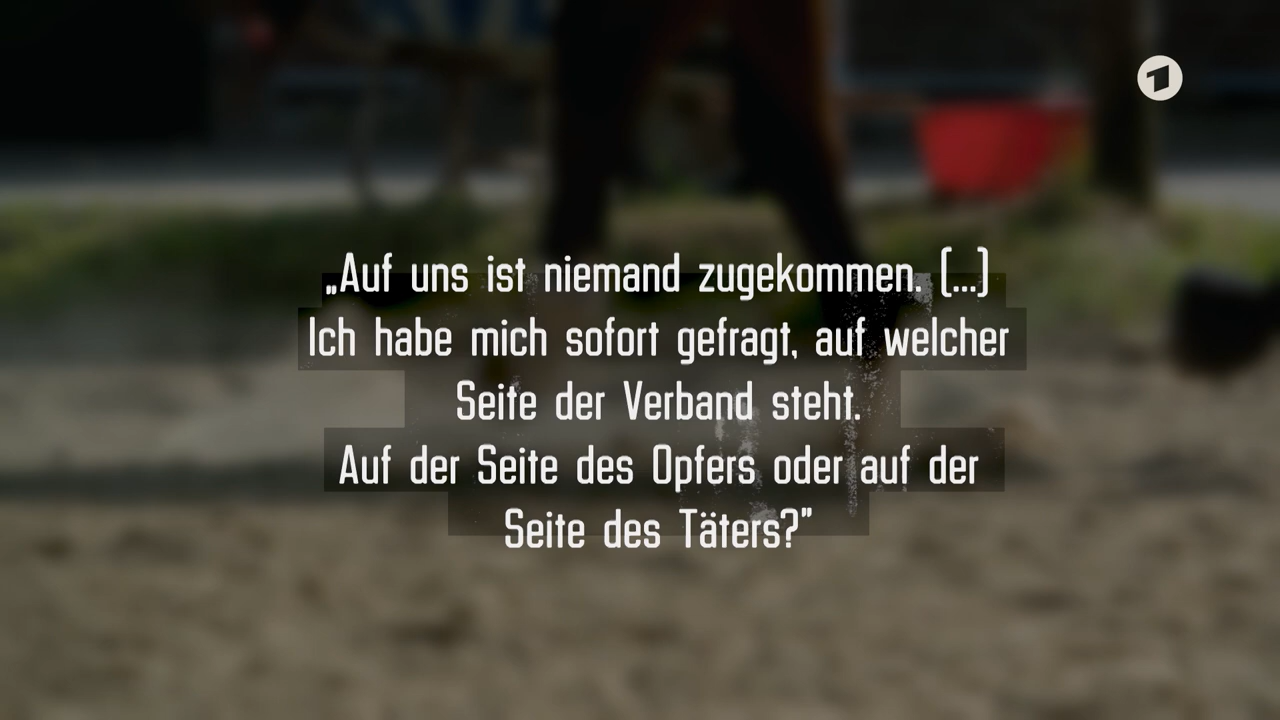 „Auf uns ist niemand zugekommen. (...)
Ich habe mich sofort gefragt, auf welcher
Seite der Verband steht.
Auf der Seite des Opfers oder auf der
Seite des Täters?”